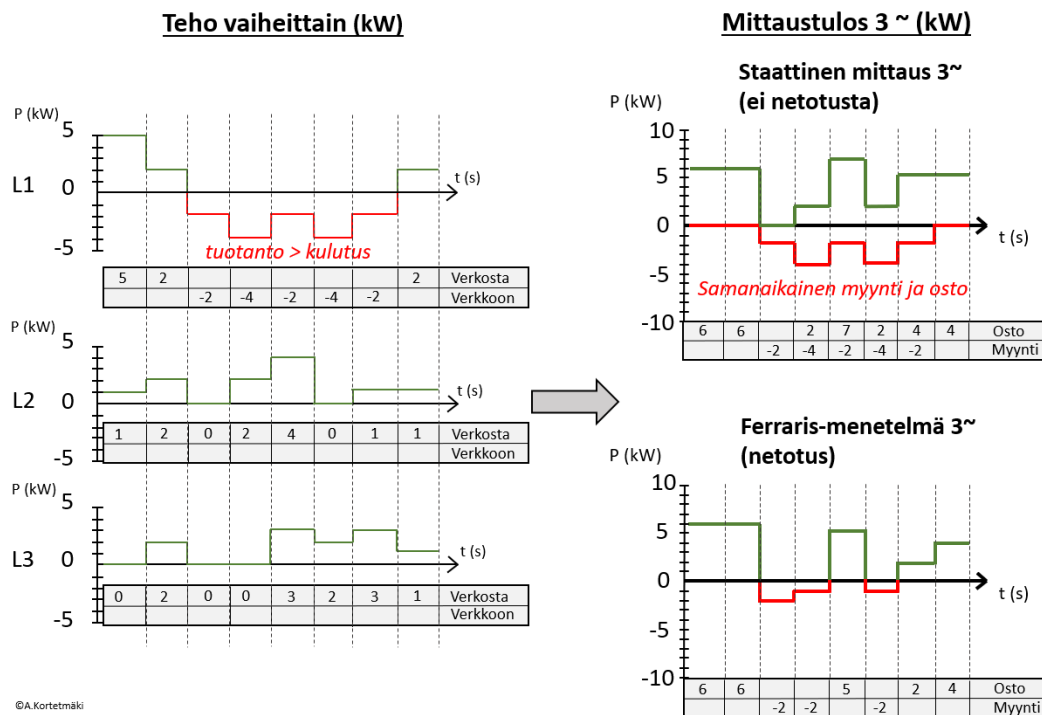 Teho vaiheittain (kW)
P (kW)
5
L1
0
-5
t (s)
tuotanto > kulutus
5 2 2 Verkosta
-2 -4 -2 -4 -2 Verkkoon
P (kW)
5
L2
0
-5
t (s)
1 2 0 2 4 0 1 1 Verkosta
Verkkoon
P (kW)
5
L3
0
-5
t (s)
0 2 0 0 3 2 3 1 Verkosta
Verkkoon
©A.Kortetmäki
Mittaustulos 3 ~ (kW)
Staattinen mittaus 3~
(ei netotusta)
P (kW)
10
5
0
-5
-10
t (s)
Samanaikainen myynti ja osto
6 6 2 7 2 4 4 Osto
-2 -4 -2 -4 -2 Myynti
Ferraris-menetelmä 3~
(netotus)
P (kW)
10
5
0
-5
-10
t (s)
6 6 5 2 4 Osto
-2 -2 -2 Myynti